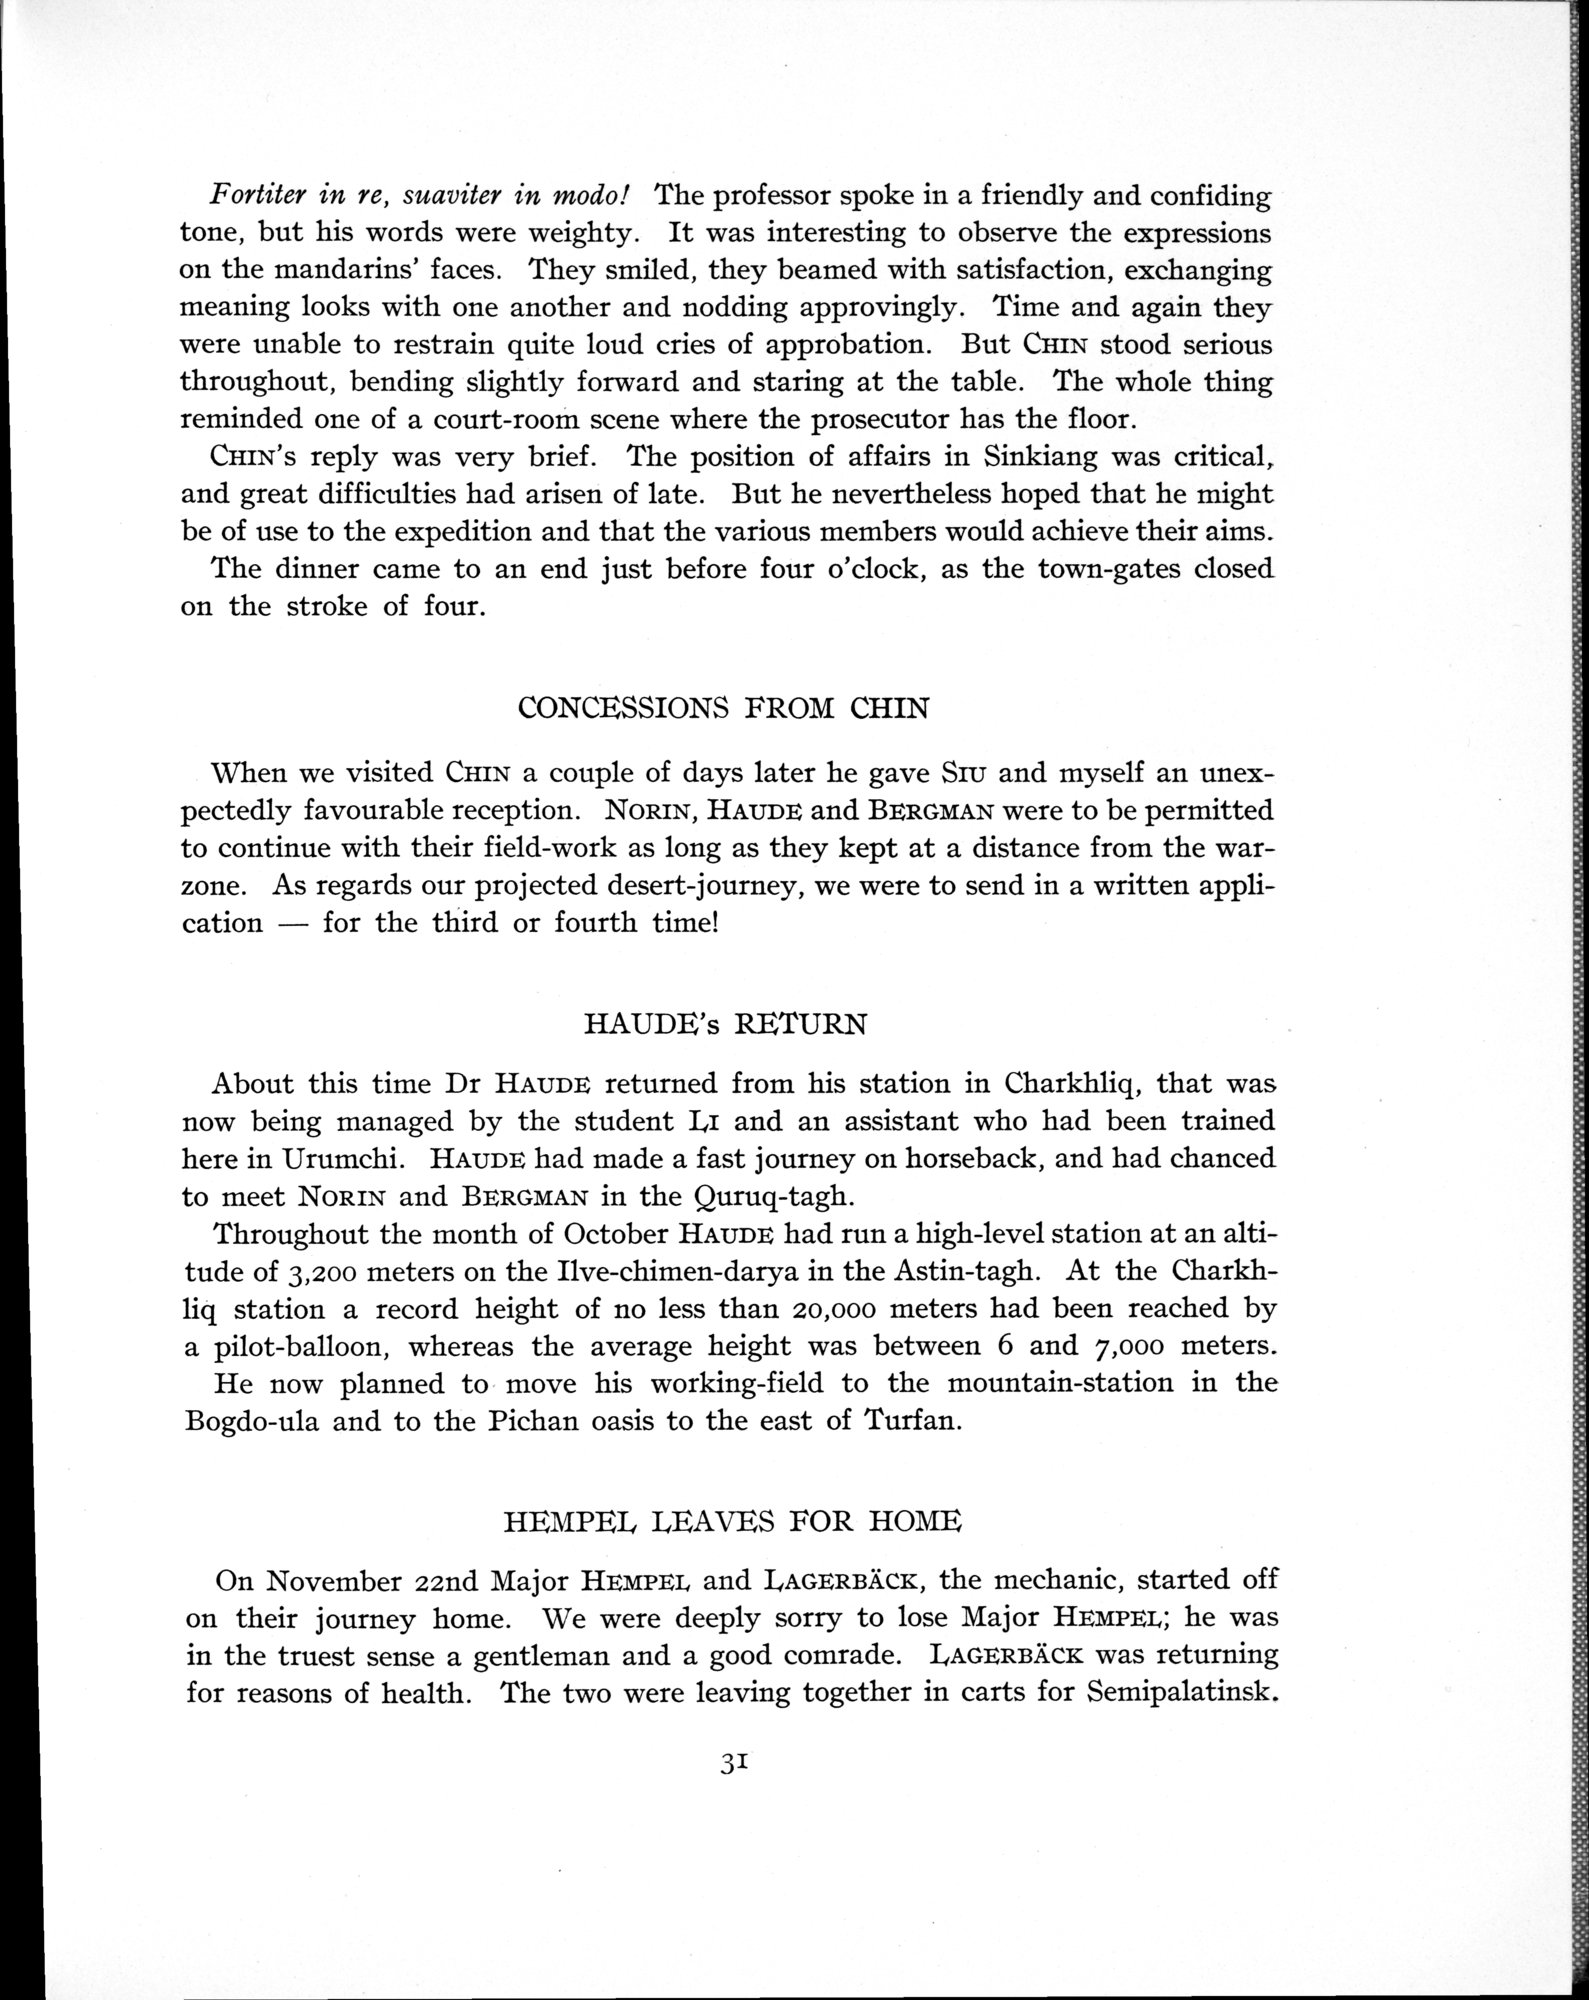 Fortiter in re, suaviter in modo! The professor spoke in a friendly and confiding
tone, but his words were weighty. It was interesting to observe the expressions
on the mandarins' faces. They smiled, they beamed with satisfaction, exchanging
meaning looks with one another and nodding approvingly. Time and again they
were unable to restrain quite loud cries of approbation. But CHIN stood serious
throughout, bending slightly forward and staring at the table. The whole thing
reminded one of a court-room scene where the prosecutor has the floor.
CHIN's reply was very brief. The position of affairs in Sinkiang was critical,
and great difficulties had arisen of late. But he nevertheless hoped that he might
be of use to the expedition and that the various members would achieve their aims.
The dinner came to an end just before four o'clock, as the town-gates closed
on the stroke of four.
CONCESSIONS FROM CHIN
When we visited CHIN a couple of days later he gave SIU and myself an unex-
pectedly favourable reception. NORIN, HAUDE and BERGMAN were to be permitted
to continue with their field-work as long as they kept at a distance from the war-
zone. As regards our projected desert-journey, we were to send in a written appli-
cation — for the third or fourth time!
HAUDE's RETURN
About this time Dr HAUDE returned from his station in Charkhliq, that was
now being managed by the student LI and an assistant who had been trained
here in Urumchi. HAUDE had made a fast journey on horseback, and had chanced
to meet NORIN and BERGMAN in the Quruq-tagh.
Throughout the month of October HAUDE had run a high-level station at an alti-
tude of 3,200 meters on the Ilve-chimen-darya in the Astin-tagh. At the Charkh-
liq station a record height of no less than 20,000 meters had been reached by
a pilot-balloon, whereas the average height was between 6 and 7,000 meters.
He now planned to move his working-field to the mountain-station in the
Bogdo-ula and to the Pichan oasis to the east of Turfan.
HEMPEL LEAVES FOR HOME
On November 22nd Major HEMPEL and LAGERBÄCK, the mechanic, started off
on their journey home. We were deeply sorry to lose Major HEMPEL; he was
in the truest sense a gentleman and a good comrade. LAGERBÄCK was returning
for reasons of health. The two were leaving together in carts for Semipalatinsk.
31